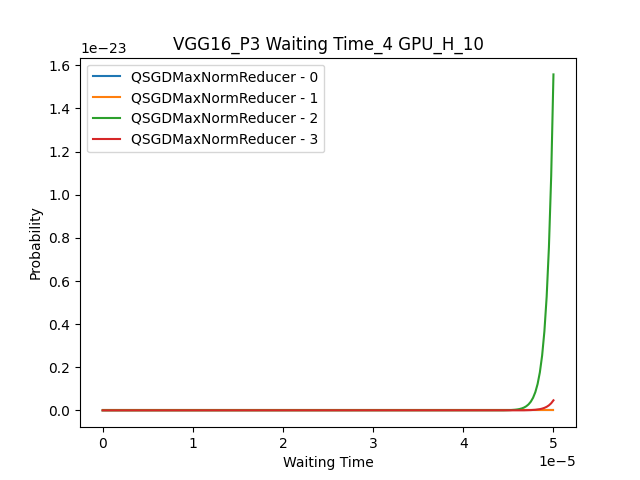 VGG16_P3 Waiting Time_4 GPU_H_10
1e−23
1.6
1.4
1.2
1.0
0.8
0.6
0.4
0.2
0.0
Probability
QSGDMaxNormReducer - 0
QSGDMaxNormReducer - 1
QSGDMaxNormReducer - 2
QSGDMaxNormReducer - 3
0 1 2 3 4 5
Waiting Time
1e−5